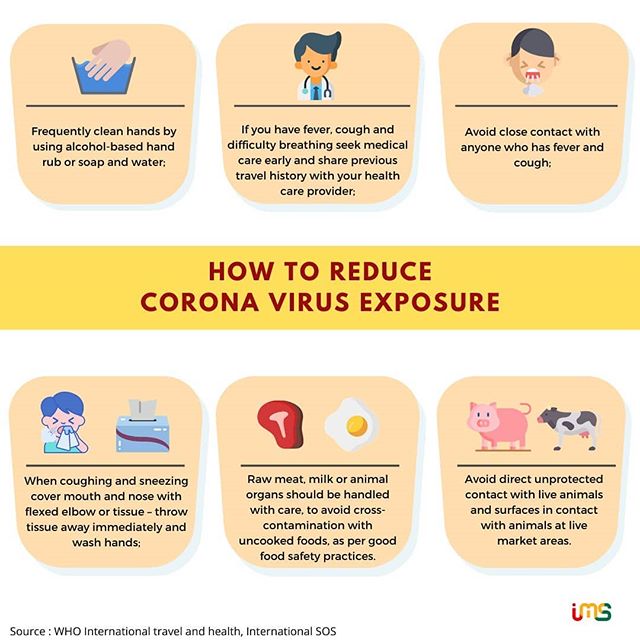 Frequently clean hands by
using alcohol-based hand
rub or soap and water;
If you have fever, cough and
difficulty breathing seek medical
care early and share previous
travel history with your health
care provider;
Avoid close contact with
anyone who has fever and
cough;
HOW TO REDUCE
CORONA VIRUS EXPOSURE
When coughing and sneezing
cover mouth and nose with
flexed elbow or tissue – throw
tissue away immediately and
wash hands;
Raw meat, milk or animal
organs should be handled
with care, to avoid cross-
contamination with
uncooked foods, as per good
food safety practices.
Avoid direct unprotected
contact with live animals
and surfaces in contact
with animals at live
market areas.
Source : WHO International travel and health, International SOS
ims